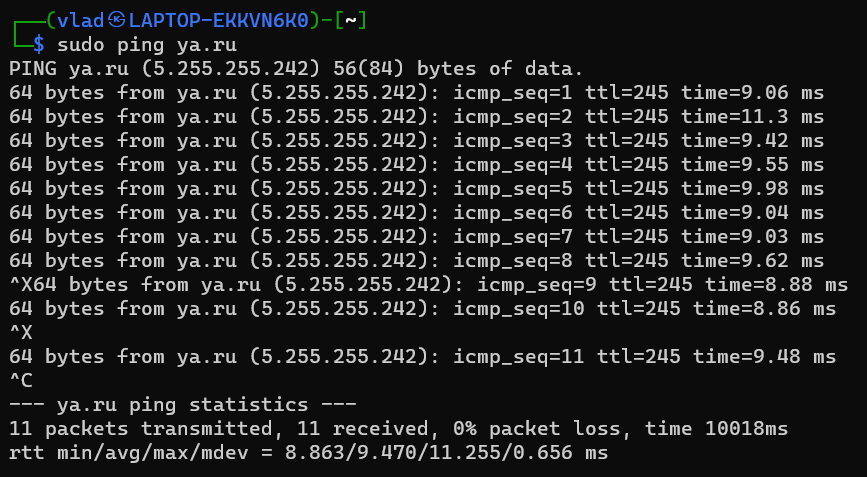 ┌──(vlad㉿LAPTOP-EKKVN6K0)-[~]
└─$ sudo ping ya.ru
PING ya.ru (5.255.255.242) 56(84) bytes of data.
64 bytes from ya.ru (5.255.255.242): icmp_seq=1 ttl=245 time=9.06 ms
64 bytes from ya.ru (5.255.255.242): icmp_seq=2 ttl=245 time=11.3 ms
64 bytes from ya.ru (5.255.255.242): icmp_seq=3 ttl=245 time=9.42 ms
64 bytes from ya.ru (5.255.255.242): icmp_seq=4 ttl=245 time=9.55 ms
64 bytes from ya.ru (5.255.255.242): icmp_seq=5 ttl=245 time=9.98 ms
64 bytes from ya.ru (5.255.255.242): icmp_seq=6 ttl=245 time=9.04 ms
64 bytes from ya.ru (5.255.255.242): icmp_seq=7 ttl=245 time=9.03 ms
64 bytes from ya.ru (5.255.255.242): icmp_seq=8 ttl=245 time=9.62 ms
^X64 bytes from ya.ru (5.255.255.242): icmp_seq=9 ttl=245 time=8.88 ms
64 bytes from ya.ru (5.255.255.242): icmp_seq=10 ttl=245 time=8.86 ms
^X
64 bytes from ya.ru (5.255.255.242): icmp_seq=11 ttl=245 time=9.48 ms
^C
--- ya.ru ping statistics ---
11 packets transmitted, 11 received, 0% packet loss, time 10018ms
rtt min/avg/max/mdev = 8.863/9.470/11.255/0.656 ms